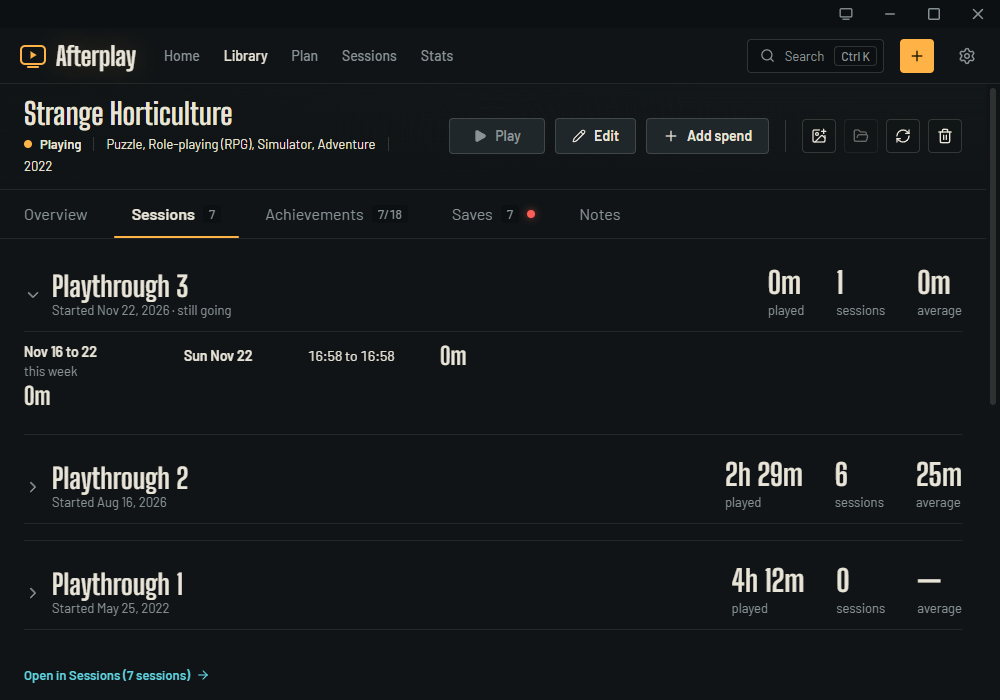 Afterplay
Home
Library
Plan
Sessions
Stats
Search
Ctrl K
Strange Horticulture
Playing
Puzzle, Role-playing (RPG), Simulator, Adventure
2022
Play
Edit
Add spend
Overview
Sessions 7
Achievements 7/18
Saves 7
Notes
Playthrough 3
Started Nov 22, 2026 · still going
0m
played
1
sessions
0m
average
Nov 16 to 22
this week
0m
Sun Nov 22
16:58 to 16:58
0m
Playthrough 2
Started Aug 16, 2026
2h 29m
played
6
sessions
25m
average
Playthrough 1
Started May 25, 2022
4h 12m
played
0
sessions
—
average
Open in Sessions (7 sessions) →